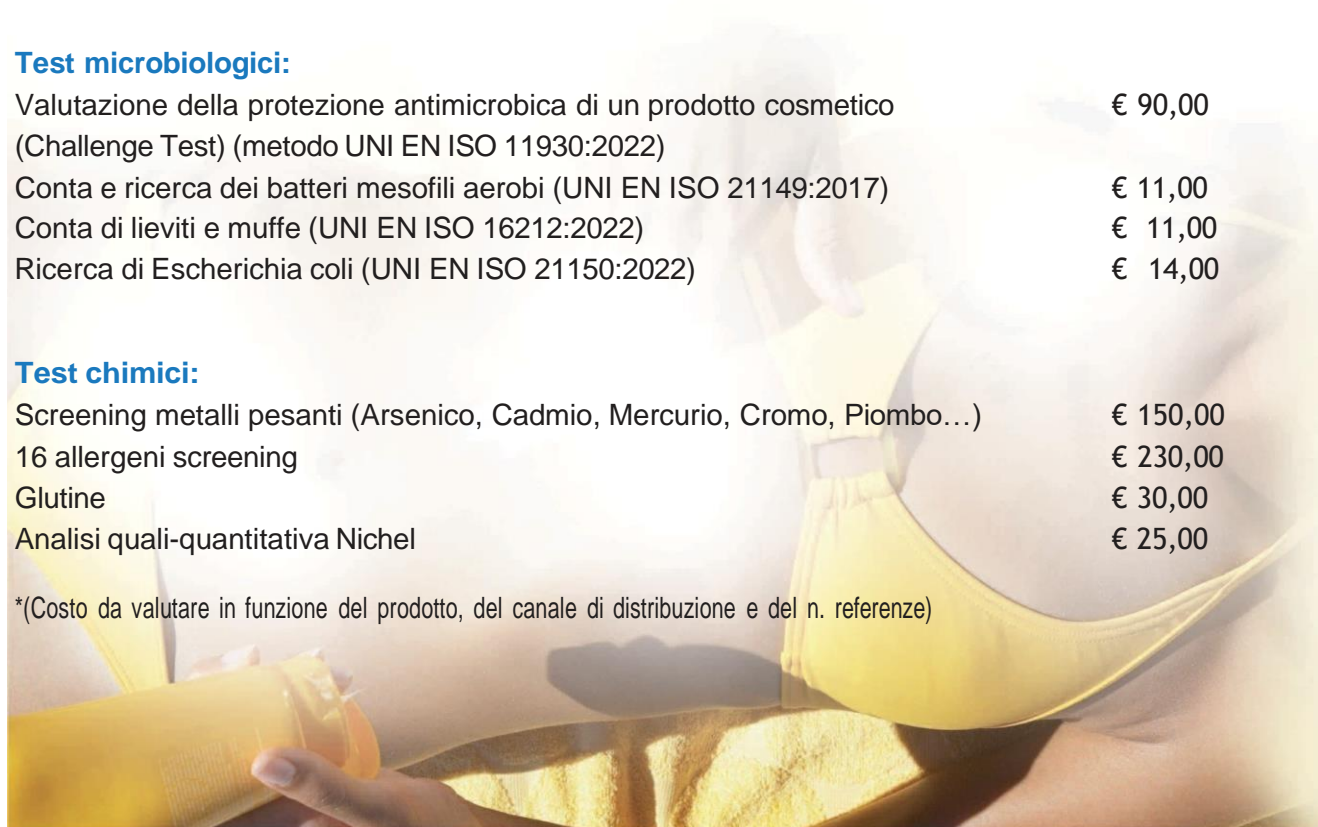 Test microbiologici:
Valutazione della protezione antimicrobica di un prodotto cosmetico € 90,00
(Challenge Test) (metodo UNI EN ISO 11930:2022)
Conta e ricerca dei batteri mesofili aerobi (UNI EN ISO 21149:2017) € 11,00
Conta di lieviti e muffe (UNI EN ISO 16212:2022) € 11,00
Ricerca di Escherichia coli (UNI EN ISO 21150:2022) € 14,00
Test chimici:
Screening metalli pesanti (Arsenico, Cadmio, Mercurio, Cromo, Piombo…) € 150,00
16 allergeni screening € 230,00
Glutine € 30,00
Analisi quali-quantitativa Nichel € 25,00
*(Costo da valutare in funzione del prodotto, del canale di distribuzione e del n. referenze)